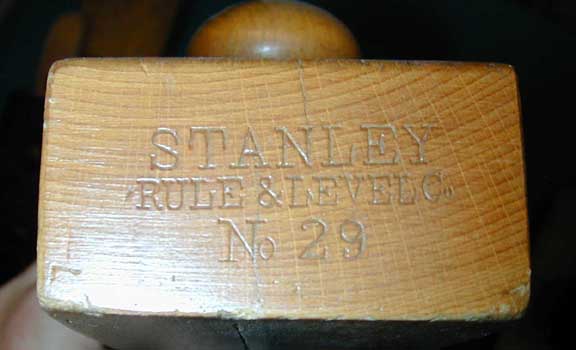 STANLEY
RULE & LEVEL Co.
No 29